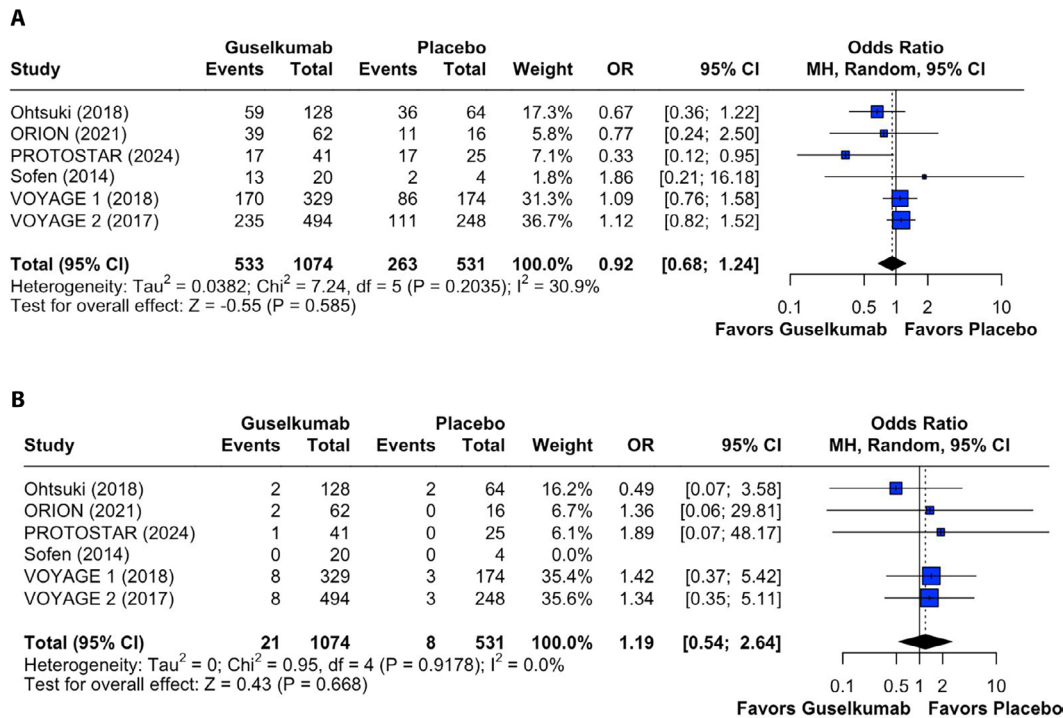 A
Guselkumab Placebo Odds Ratio
Study Events Total Events Total Weight OR 95% CI MH, Random, 95% CI
Ohtsuki (2018) 59 128 36 64 17.3% 0.67 [0.36; 1.22]
ORION (2021) 39 62 11 16 5.8% 0.77 [0.24; 2.50]
PROTOSTAR (2024) 17 41 17 25 7.1% 0.33 [0.12; 0.95]
Sofen (2014) 13 20 2 4 1.8% 1.86 [0.21; 16.18]
VOYAGE 1 (2018) 170 329 86 174 31.3% 1.09 [0.76; 1.58]
VOYAGE 2 (2017) 235 494 111 248 36.7% 1.12 [0.82; 1.52]
Total (95% CI) 533 1074 263 531 100.0% 0.92 [0.68; 1.24]
Heterogeneity: Tau² = 0.0382; Chi² = 7.24, df = 5 (P = 0.2035); I² = 30.9%
Test for overall effect: Z = -0.55 (P = 0.585)
0.1 0.5 1 2 10
Favors Guselkumab Favors Placebo
B
Guselkumab Placebo Odds Ratio
Study Events Total Events Total Weight OR 95% CI MH, Random, 95% CI
Ohtsuki (2018) 2 128 2 64 16.2% 0.49 [0.07; 3.58]
ORION (2021) 2 62 0 16 6.7% 1.36 [0.06; 29.81]
PROTOSTAR (2024) 1 41 0 25 6.1% 1.89 [0.07; 48.17]
Sofen (2014) 0 20 0 4 0.0%
VOYAGE 1 (2018) 8 329 3 174 35.4% 1.42 [0.37; 5.42]
VOYAGE 2 (2017) 8 494 3 248 35.6% 1.34 [0.35; 5.11]
Total (95% CI) 21 1074 8 531 100.0% 1.19 [0.54; 2.64]
Heterogeneity: Tau² = 0; Chi² = 0.95, df = 4 (P = 0.9178); I² = 0.0%
Test for overall effect: Z = 0.43 (P = 0.668)
0.1 0.5 1 2 10
Favors Guselkumab Favors Placebo